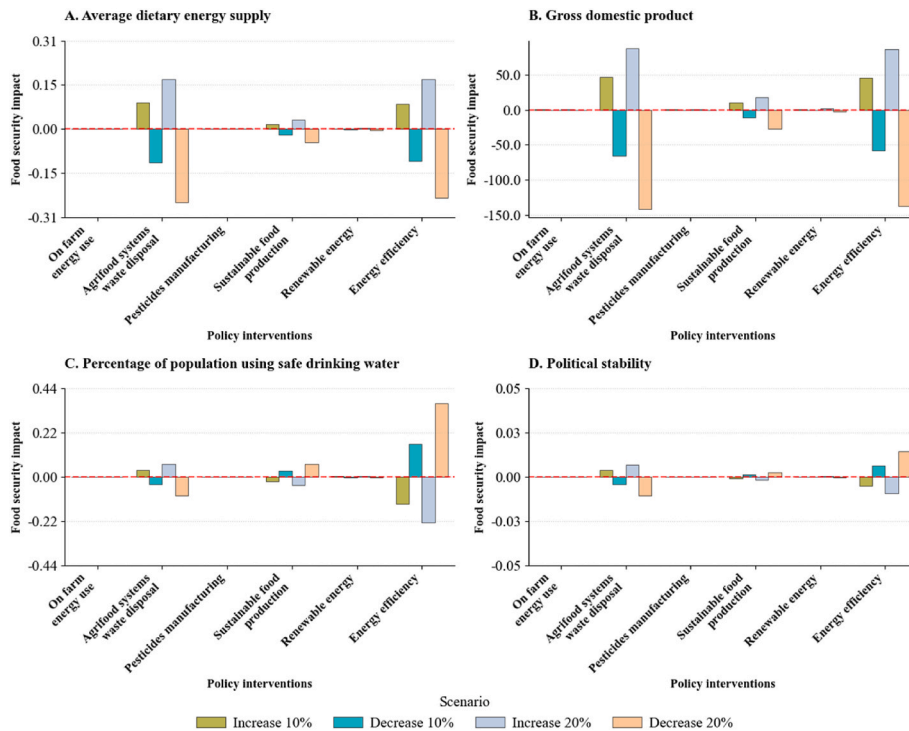 A. Average dietary energy supply
0.31
0.15
0.00
-0.15
-0.31
Food security impact
On farm
energy use
Agrifood systems
waste disposal
Pesticides manufacturing
Sustainable food
production
Renewable energy
Energy efficiency
Policy interventions
B. Gross domestic product
50.0
0.0
-50.0
-100.0
-150.0
Food security impact
On farm
energy use
Agrifood systems
waste disposal
Pesticides manufacturing
Sustainable food
production
Renewable energy
Energy efficiency
Policy interventions
C. Percentage of population using safe drinking water
0.44
0.22
0.00
-0.22
-0.44
Food security impact
On farm
energy use
Agrifood systems
waste disposal
Pesticides manufacturing
Sustainable food
production
Renewable energy
Energy efficiency
Policy interventions
D. Political stability
0.05
0.03
0.00
-0.03
-0.05
Food security impact
On farm
energy use
Agrifood systems
waste disposal
Pesticides manufacturing
Sustainable food
production
Renewable energy
Energy efficiency
Policy interventions
Scenario
Increase 10%
Decrease 10%
Increase 20%
Decrease 20%